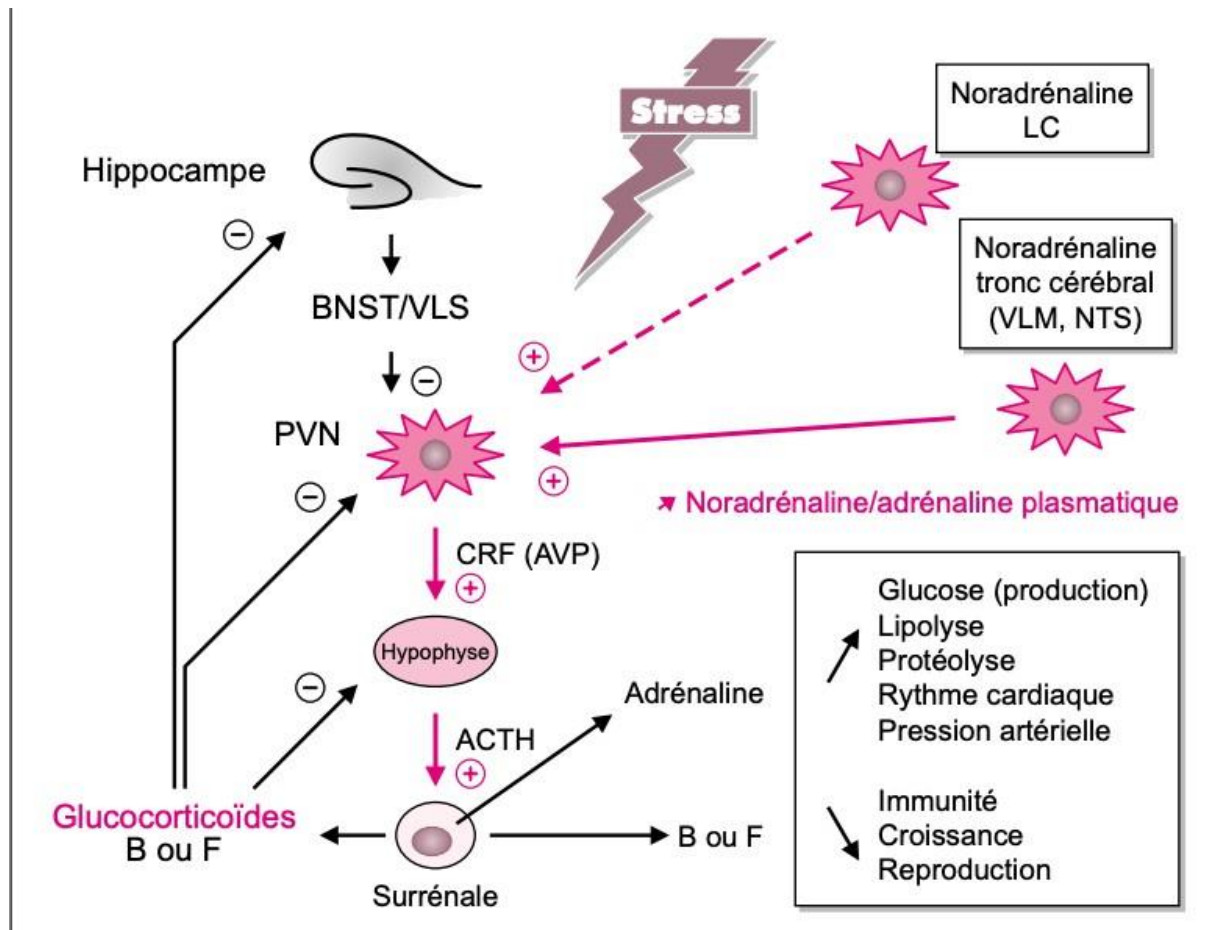 Stress
Noradrénaline
LC
Hippocampe
⊖
Noradrénaline
tronc cérébral
(VLM, NTS)
BNST/VLS
⊕
⊖
PVN
⊕
⊖
↗ Noradrénaline/adrénaline plasmatique
CRF (AVP)
⊕
Hypophyse
⊖
Adrénaline
ACTH
⊕
Glucocorticoïdes
B ou F
B ou F
Surrénale
Glucose (production)
Lipolyse
Protéolyse
Rythme cardiaque
Pression artérielle
Immunité
Croissance
Reproduction